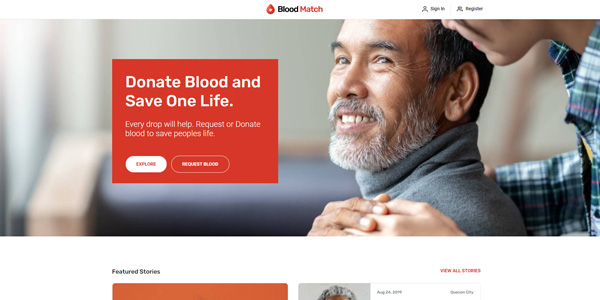 Blood Match
Sign In
Register
Donate Blood and
Save One Life.
Every drop will help. Request or Donate
blood to save peoples life.
EXPLORE
REQUEST BLOOD
Featured Stories
VIEW ALL STORIES
Aug 24, 2019
Quezon City